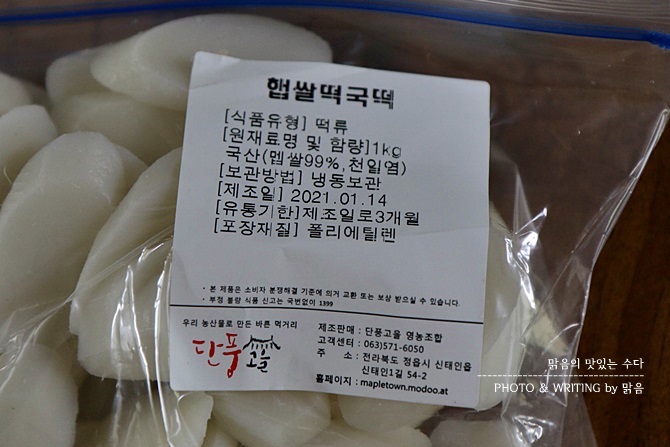 햅쌀떡국떡
[식품유형] 떡류
[원재료명 및 함량]1kg
국산(멥쌀99%,천일염)
[보관방법] 냉동보관
[제조일] 2021.01.14
[유통기한]제조일로3개월
[포장재질] 폴리에틸렌
· 본 제품은 소비자 분쟁해결 기준에 의거 교환 또는 보상 받으실 수 있습니다.
· 부정 불량 식품 신고는 국번없이 1399
우리 농산물로 만든 바른 먹거리
단풍고을
제조판매 : 단풍고을 영농조합
고객센터 : 063)571-6050
주 소 : 전라북도 정읍시 신태인읍
신태인1길 54-2
홈페이지 : mapletown.modoo.at
맑음의 맛있는 수다
PHOTO & WRITING by 맑음